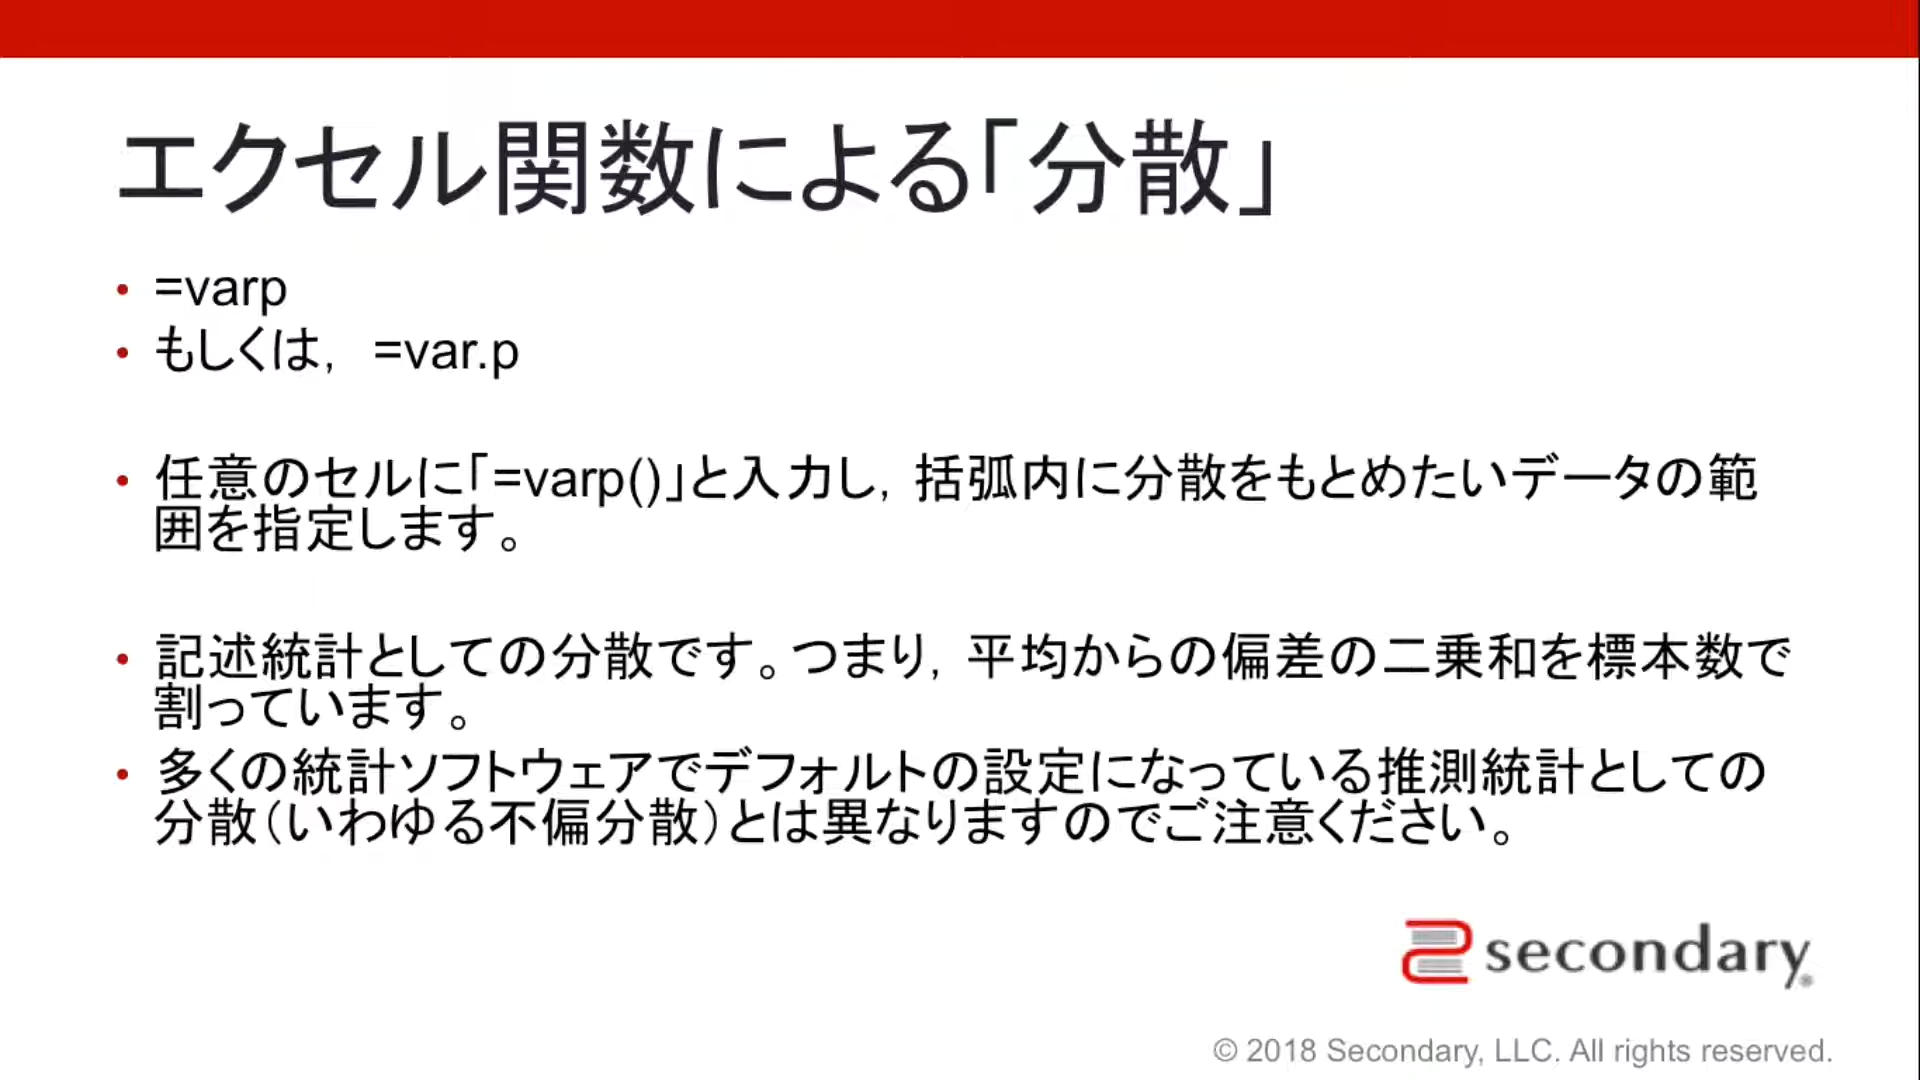 エクセル関数による「分散」
• =varp
• もしくは， =var.p
• 任意のセルに「=varp()」と入力し，括弧内に分散をもとめたいデータの範
囲を指定します。
• 記述統計としての分散です。つまり，平均からの偏差の二乗和を標本数で
割っています。
• 多くの統計ソフトウェアでデフォルトの設定になっている推測統計としての
分散（いわゆる不偏分散）とは異なりますのでご注意ください。
secondary®
© 2018 Secondary, LLC. All rights reserved.